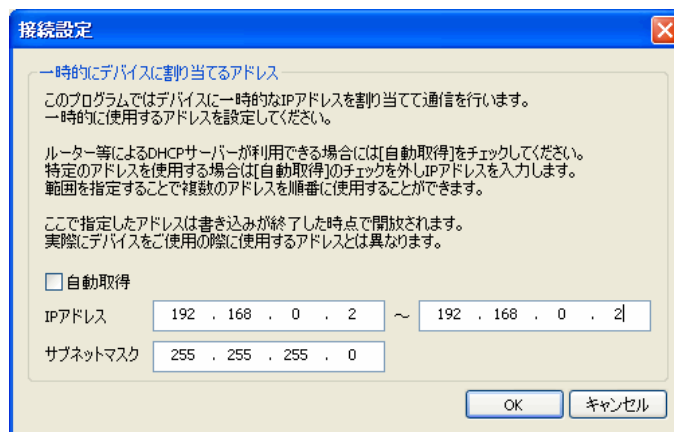 接続設定
一時的にデバイスに割り当てるアドレス
このプログラムではデバイスに一時的なIPアドレスを割り当てて通信を行います。
一時的に使用するアドレスを設定してください。
ルーター等によるDHCPサーバーが利用できる場合には[自動取得]をチェックしてください。
特定のアドレスを使用する場合は[自動取得]のチェックを外しIPアドレスを入力します。
範囲を指定することで複数のアドレスを順番に使用することができます。
ここで指定したアドレスは書き込みが終了した時点で開放されます。
実際にデバイスをご使用の際に使用するアドレスとは異なります。
自動取得
IPアドレス 192 . 168 . 0 . 2 ～ 192 . 168 . 0 . 2
サブネットマスク 255 . 255 . 255 . 0
OK キャンセル